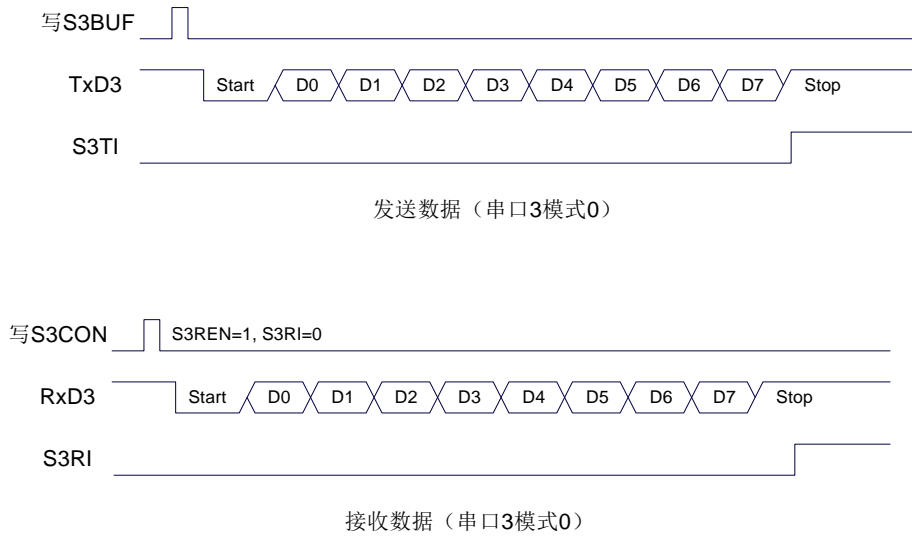 写S3BUF
TxD3 Start D0 D1 D2 D3 D4 D5 D6 D7 Stop
S3TI
发送数据（串口3模式0）
写S3CON S3REN=1, S3RI=0
RxD3 Start D0 D1 D2 D3 D4 D5 D6 D7 Stop
S3RI
接收数据（串口3模式0）